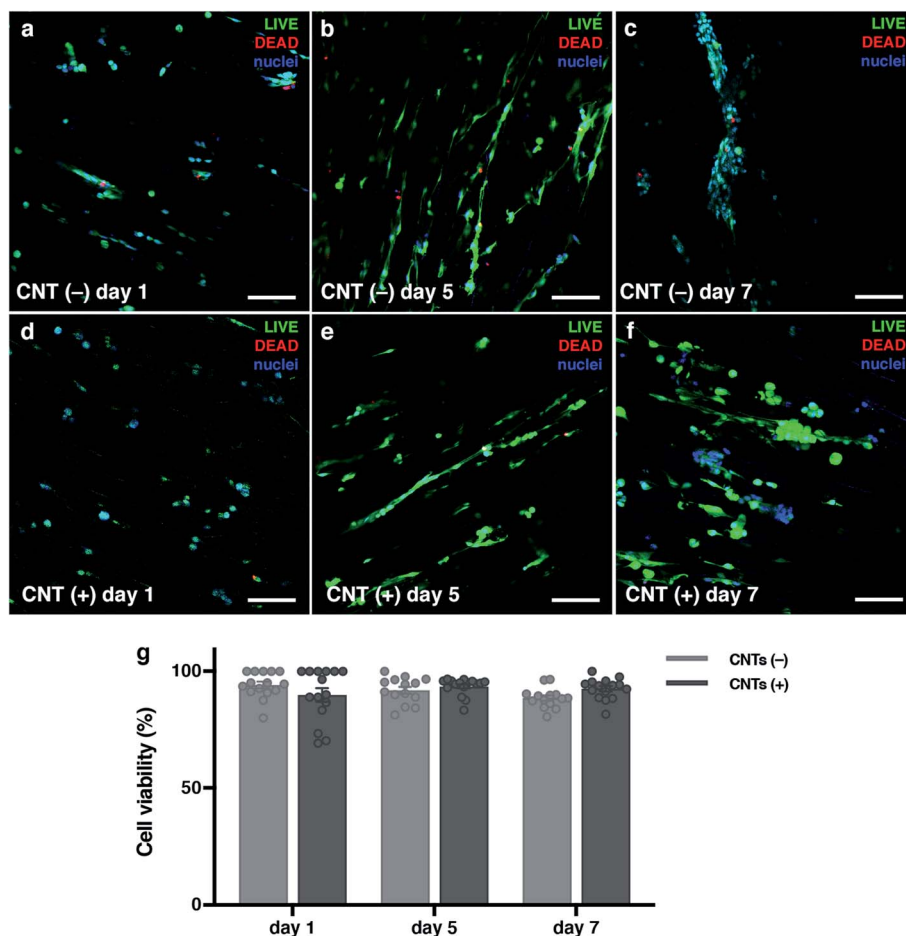 a
LIVE
DEAD
nuclei
CNT (–) day 1
b
LIVE
DEAD
nuclei
CNT (–) day 5
c
LIVE
DEAD
nuclei
CNT (–) day 7
d
LIVE
DEAD
nuclei
CNT (+) day 1
e
LIVE
DEAD
nuclei
CNT (+) day 5
f
LIVE
DEAD
nuclei
CNT (+) day 7
g
Cell viability (%)
100
50
0
day 1
day 5
day 7
CNTs (–)
CNTs (+)